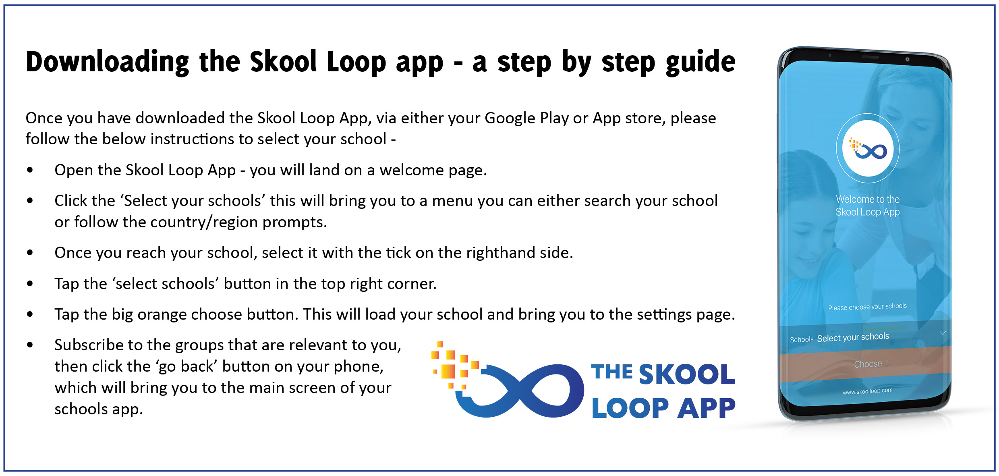 Downloading the Skool Loop app - a step by step guide
Once you have downloaded the Skool Loop App, via either your Google Play or App store, please
follow the below instructions to select your school -
• Open the Skool Loop App - you will land on a welcome page.
• Click the ‘Select your schools’ this will bring you to a menu you can either search your school
or follow the country/region prompts.
• Once you reach your school, select it with the tick on the righthand side.
• Tap the ‘select schools’ button in the top right corner.
• Tap the big orange choose button. This will load your school and bring you to the settings page.
• Subscribe to the groups that are relevant to you,
then click the ‘go back’ button on your phone,
which will bring you to the main screen of your
schools app.
THE SKOOL
LOOP APP
Welcome to the
Skool Loop App
Please choose your schools
Schools Select your schools
Choose
www.skoolloop.com